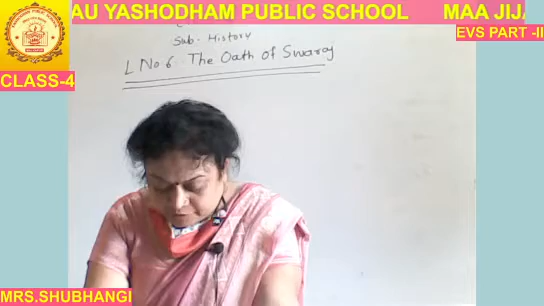 AU YASHODHAM PUBLIC SCHOOL MAA JIJA
EVS PART -II
Sub- History
L No 6 The Oath of Swaraj
CLASS-4
MRS.SHUBHANGI